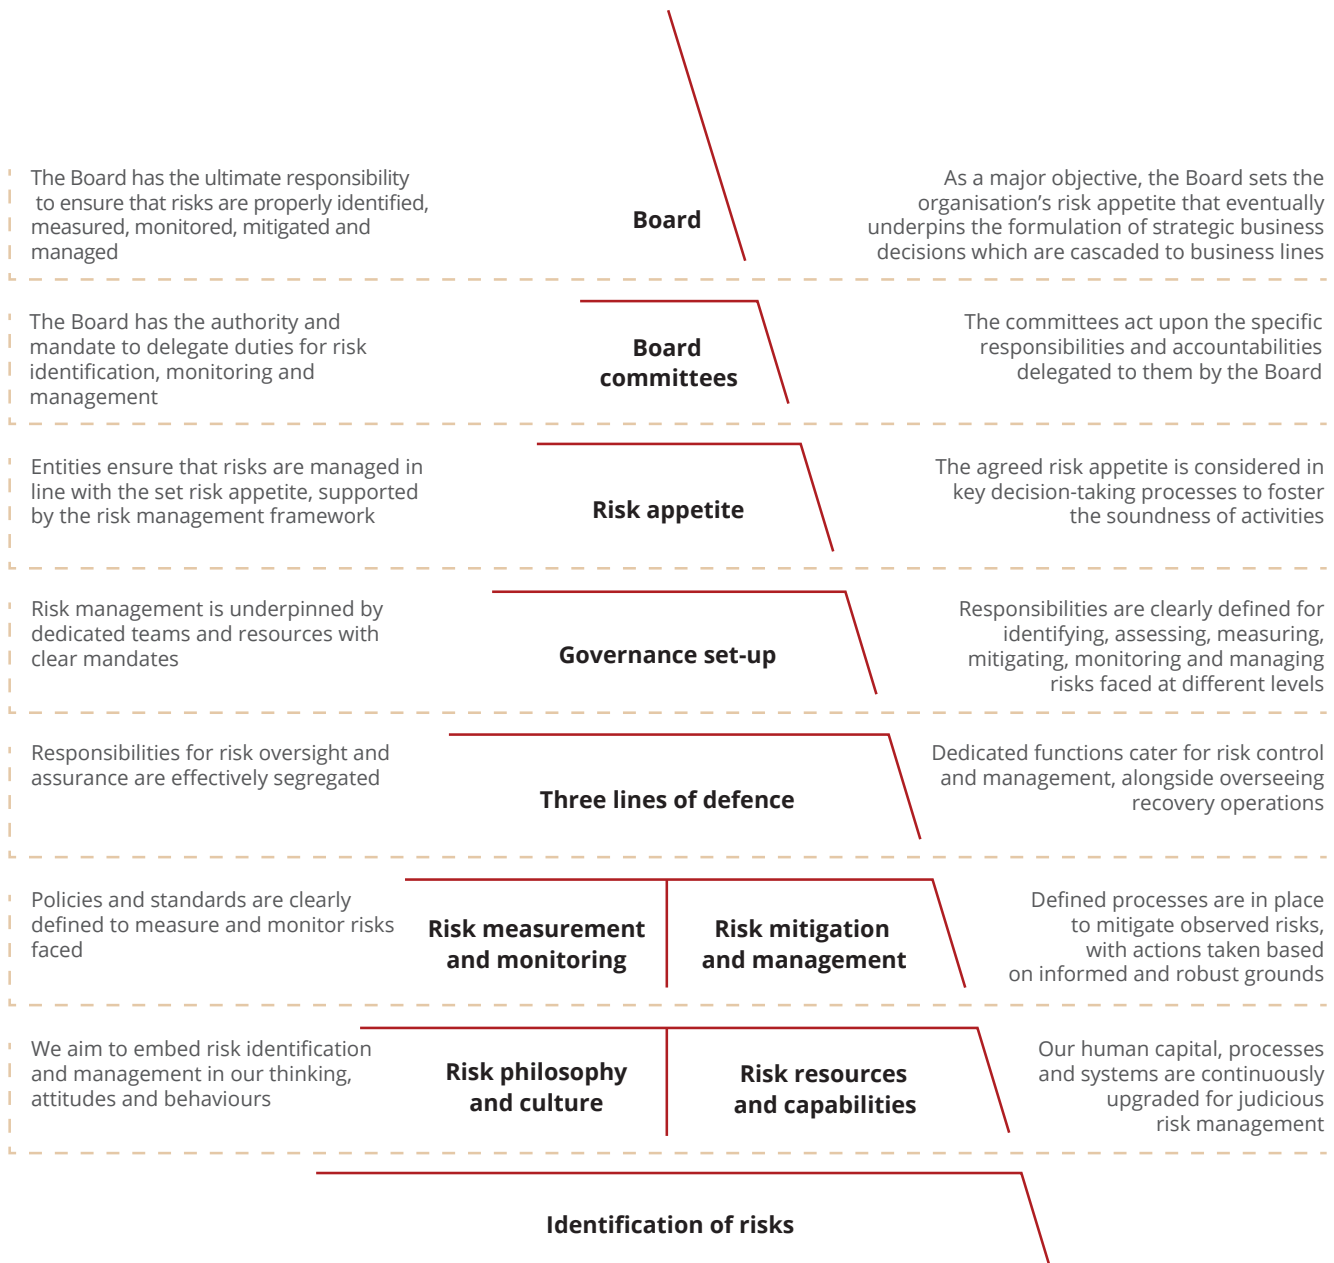 The Board has the ultimate responsibility
to ensure that risks are properly identified,
measured, monitored, mitigated and
managed
Board
As a major objective, the Board sets the
organisation’s risk appetite that eventually
underpins the formulation of strategic business
decisions which are cascaded to business lines
The Board has the authority and
mandate to delegate duties for risk
identification, monitoring and
management
Board
committees
The committees act upon the specific
responsibilities and accountabilities
delegated to them by the Board
Entities ensure that risks are managed in
line with the set risk appetite, supported
by the risk management framework
Risk appetite
The agreed risk appetite is considered in
key decision-taking processes to foster
the soundness of activities
Risk management is underpinned by
dedicated teams and resources with
clear mandates
Governance set-up
Responsibilities are clearly defined for
identifying, assessing, measuring,
mitigating, monitoring and managing
risks faced at different levels
Responsibilities for risk oversight and
assurance are effectively segregated
Three lines of defence
Dedicated functions cater for risk control
and management, alongside overseeing
recovery operations
Policies and standards are clearly
defined to measure and monitor risks
faced
Risk measurement
and monitoring
Risk mitigation
and management
Defined processes are in place
to mitigate observed risks,
with actions taken based
on informed and robust grounds
We aim to embed risk identification
and management in our thinking,
attitudes and behaviours
Risk philosophy
and culture
Risk resources
and capabilities
Our human capital, processes
and systems are continuously
upgraded for judicious
risk management
Identification of risks